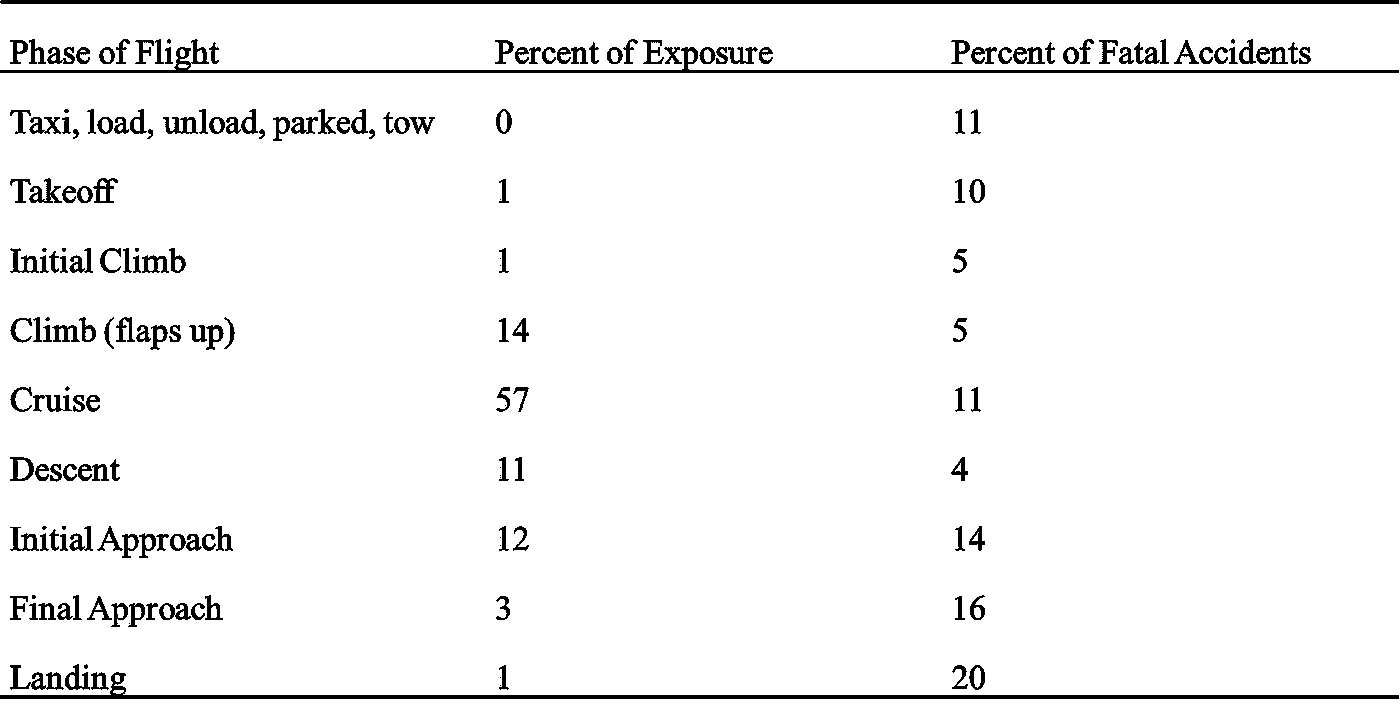 Phase of Flight Percent of Exposure Percent of Fatal Accidents
Taxi, load, unload, parked, tow 0 11
Takeoff 1 10
Initial Climb 1 5
Climb (flaps up) 14 5
Cruise 57 11
Descent 11 4
Initial Approach 12 14
Final Approach 3 16
Landing 1 20